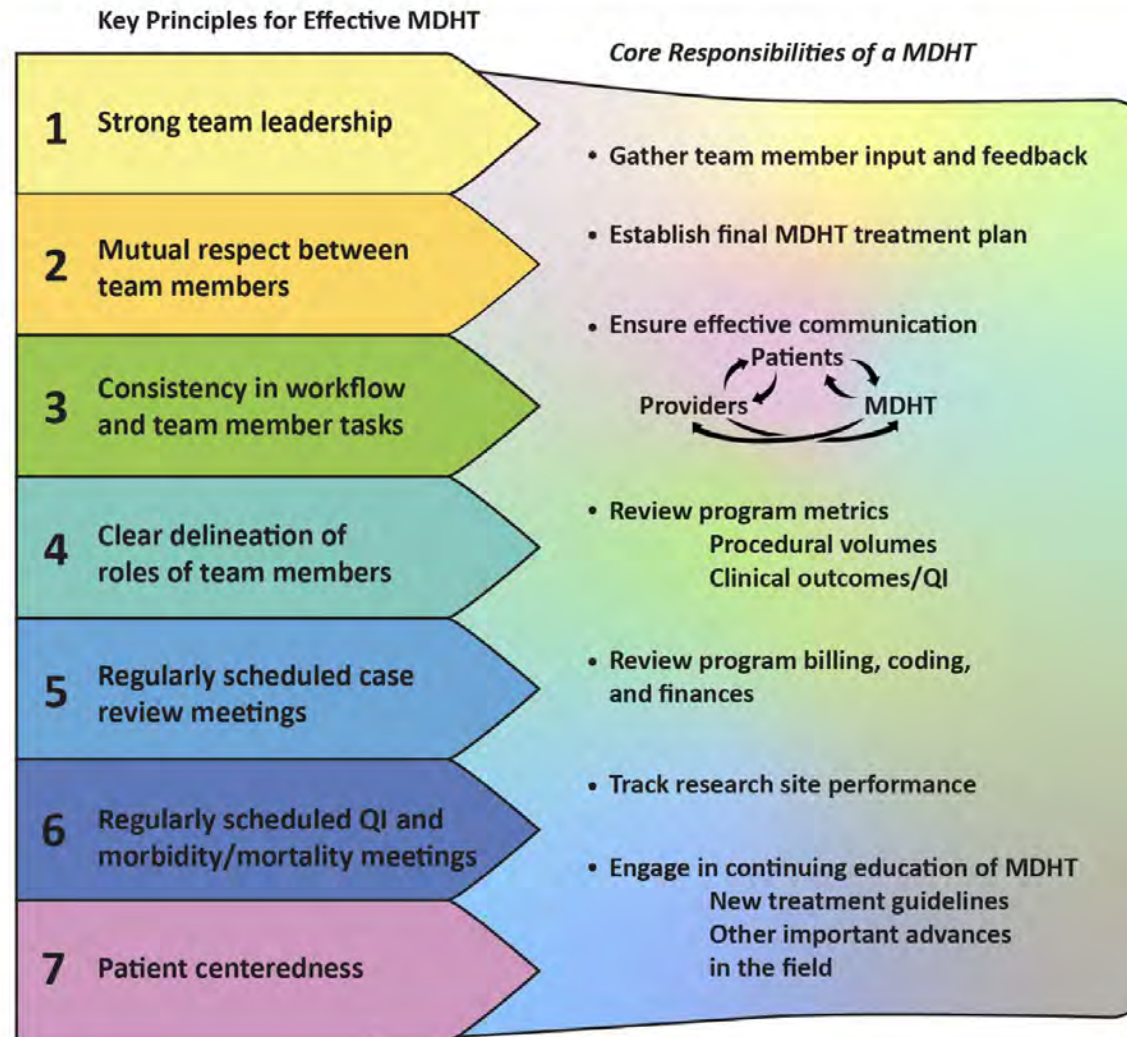 Key Principles for Effective MDHT
1 Strong team leadership
2 Mutual respect between
team members
3 Consistency in workflow
and team member tasks
4 Clear delineation of
roles of team members
5 Regularly scheduled case
review meetings
6 Regularly scheduled QI and
morbidity/mortality meetings
7 Patient centeredness
Core Responsibilities of a MDHT
• Gather team member input and feedback
• Establish final MDHT treatment plan
• Ensure effective communication
Patients
Providers MDHT
• Review program metrics
Procedural volumes
Clinical outcomes/QI
• Review program billing, coding,
and finances
• Track research site performance
• Engage in continuing education of MDHT
New treatment guidelines
Other important advances
in the field